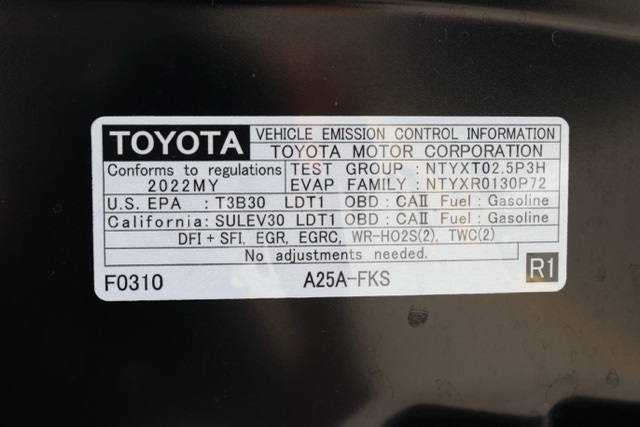 TOYOTA VEHICLE EMISSION CONTROL INFORMATION
TOYOTA MOTOR CORPORATION
Conforms to regulations TEST GROUP : NTYXT02.5P3H
2022MY EVAP FAMILY : NTYXR0130P72
U.S. EPA : T3B30 LDT1 OBD : CAⅡ Fuel : Gasoline
California: SULEV30 LDT1 OBD : CAⅡ Fuel : Gasoline
DFI + SFI, EGR, EGRC, WR-HO2S(2), TWC(2)
No adjustments needed.
F0310 A25A-FKS R1